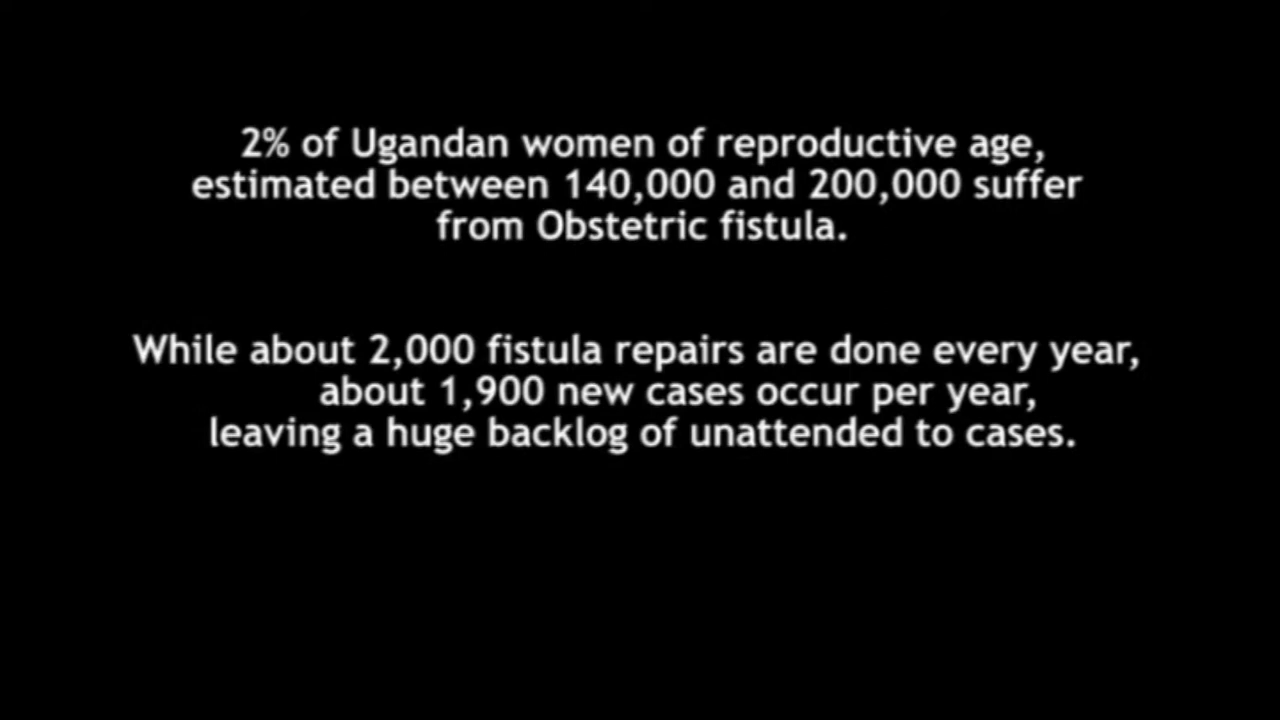 2% of Ugandan women of reproductive age,
estimated between 140,000 and 200,000 suffer
from Obstetric fistula.
While about 2,000 fistula repairs are done every year,
about 1,900 new cases occur per year,
leaving a huge backlog of unattended to cases.